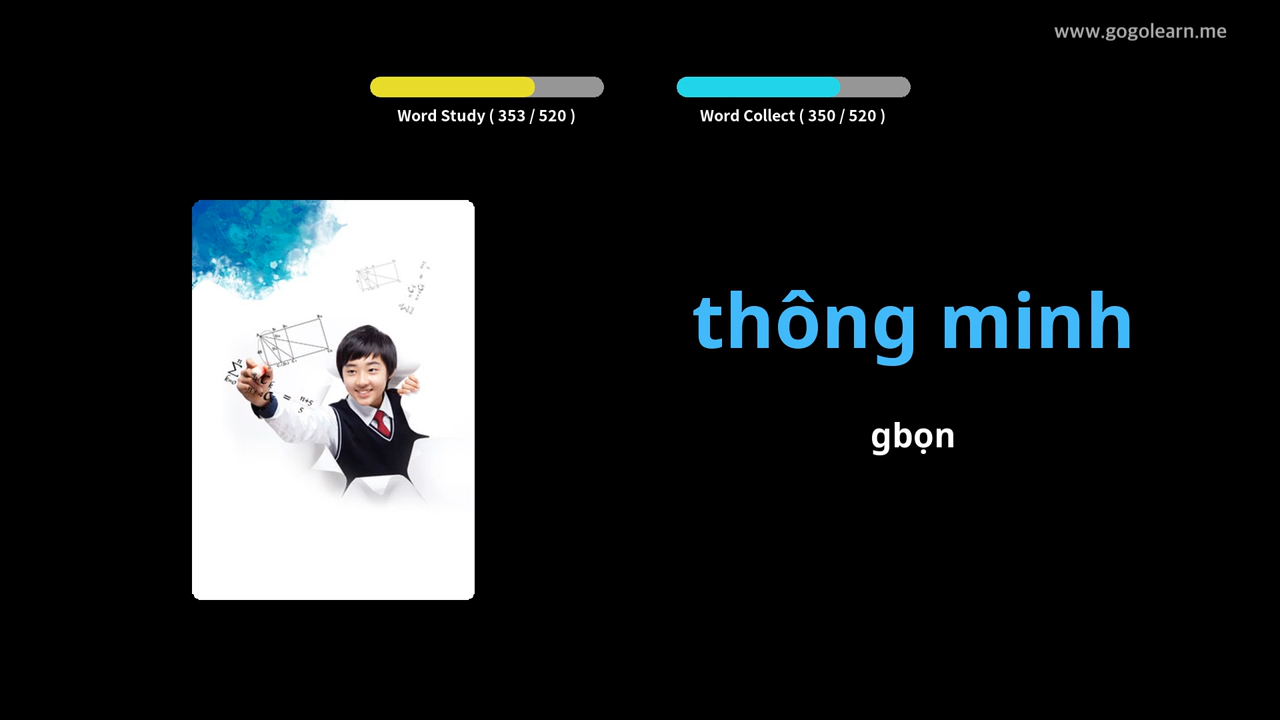 www.gogolearn.me
Word Study ( 353 / 520 )
Word Collect ( 350 / 520 )
thông minh
gbọn